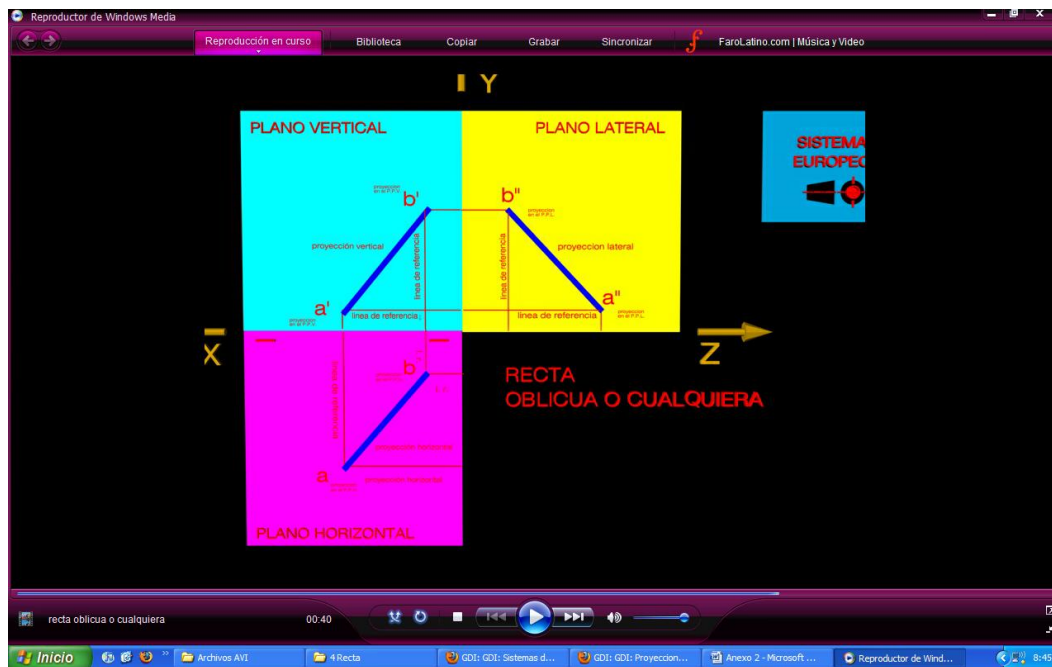 Reproductor de Windows Media
Reproducción en curso
Biblioteca
Copiar
Grabar
Sincronizar
FaroLatino.com | Música y Video
Y
PLANO VERTICAL
PLANO LATERAL
SISTEMA
EUROPEO
b'
b"
proyección vertical
proyeccion lateral
linea de referencia
linea de referencia
a'
a"
linea de referencia
linea de referencia
X
Z
b
RECTA
OBLICUA O CUALQUIERA
a
PLANO HORIZONTAL
recta oblicua o cualquiera
00:40
Inicio
Archivos AVI
4 Recta
GDI: GDI: Sistemas d...
GDI: GDI: Proyeccion...
Anexo 2 - Microsoft ...
Reproductor de Wind...
8:45